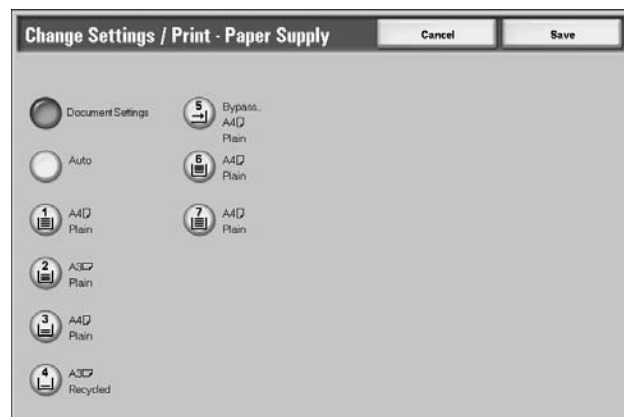 Change Settings / Print - Paper Supply
Cancel
Save
Document Settings
Auto
1 A4
Plain
2 A3
Plain
3 A4
Plain
4 A3
Recycled
5 Bypass..
A4
Plain
6 A4
Plain
7 A4
Plain